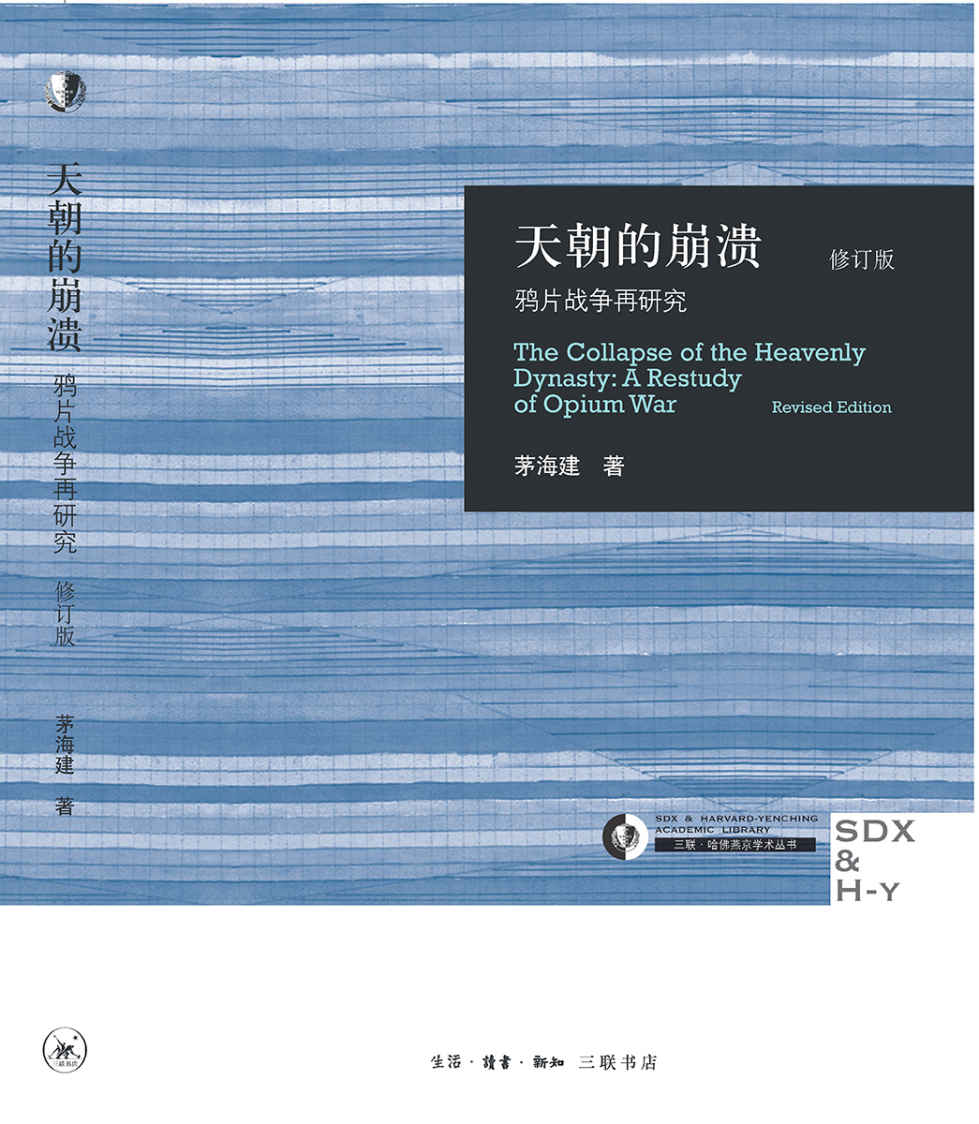 天朝的崩溃
鸦片战争再研究
修订版
茅海建 著
三联书店
天朝的崩溃 修订版
鸦片战争再研究
The Collapse of the Heavenly
Dynasty: A Restudy
of Opium War Revised Edition
茅海建 著
SDX & HARVARD-YENCHING
ACADEMIC LIBRARY
三联·哈佛燕京学术丛书
SDX
&
H-Y
生活·讀書·新知 三联书店